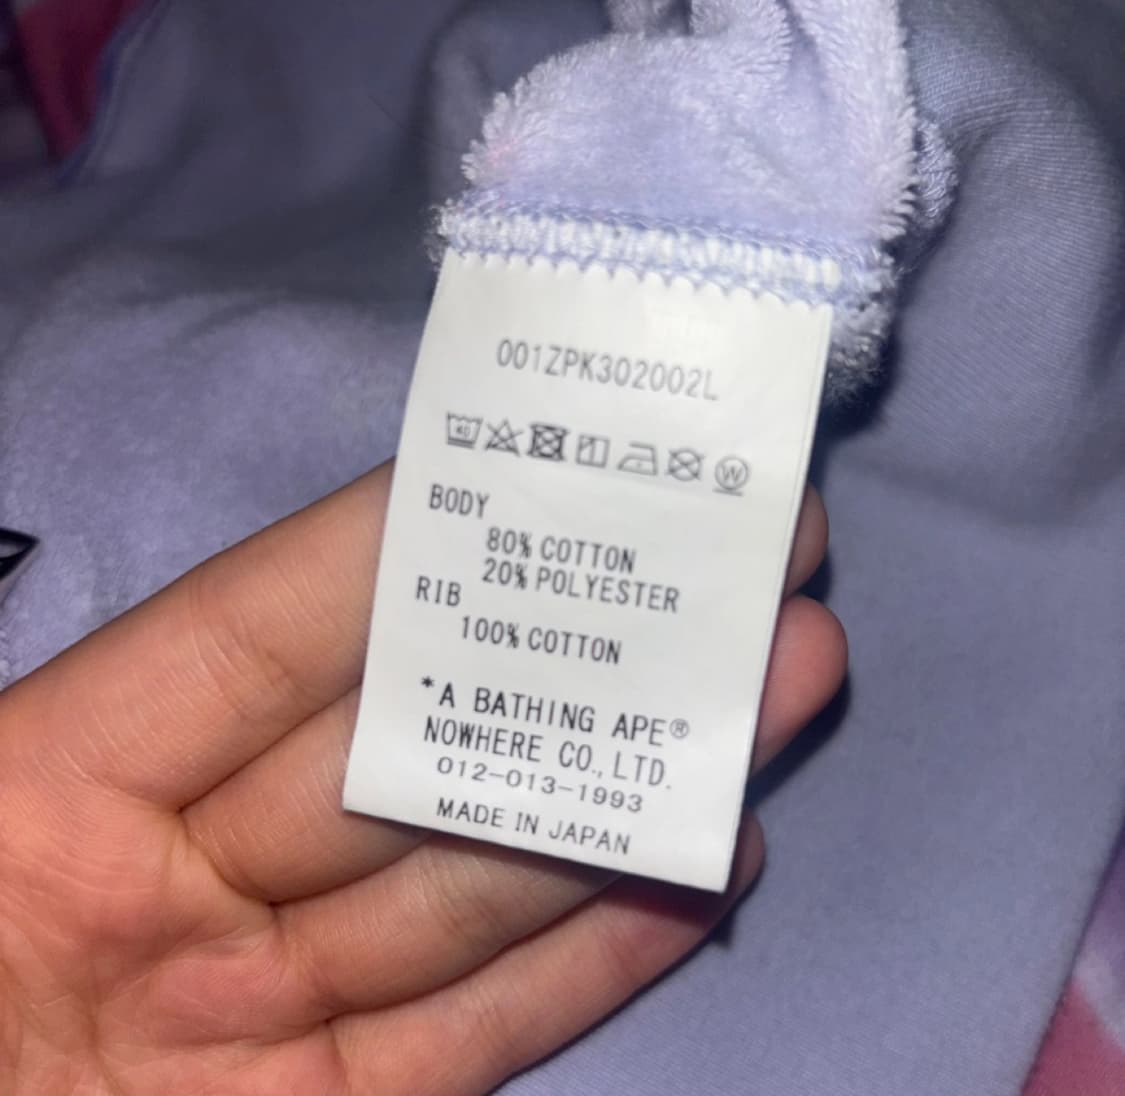 001ZPK302002L
40
W
BODY
80% COTTON
20% POLYESTER
RIB
100% COTTON
*A BATHING APE®
NOWHERE CO., LTD.
012-013-1993
MADE IN JAPAN